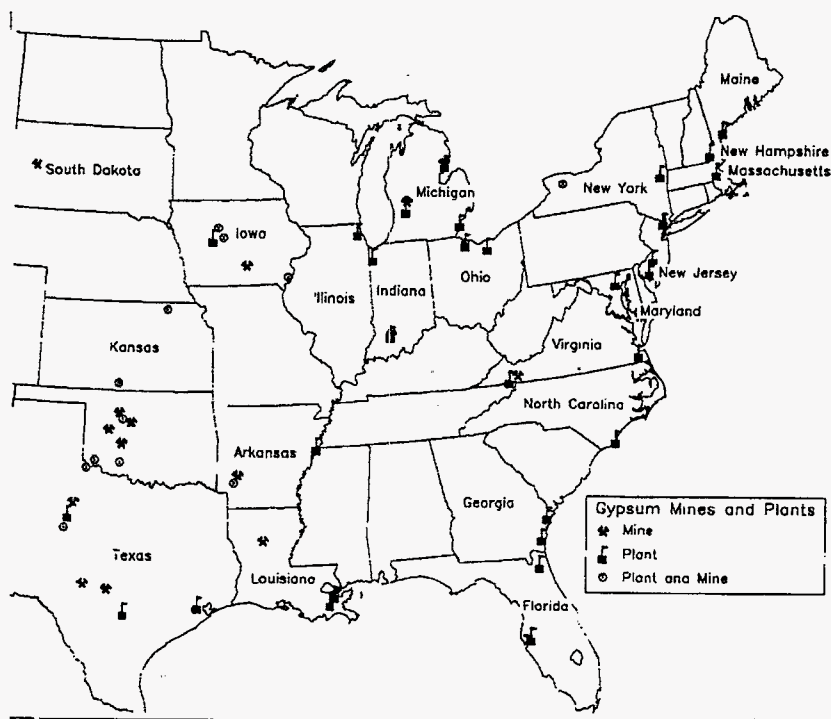 Maine
South Dakota
New Hampshire
Massachusetts
Michigan
New York
Iowa
Ohio
New Jersey
Illinois
Indiana
Maryland
Kansas
Virginia
North Carolina
Arkansas
Georgia
Gypsum Mines and Plants
Mine
Plant
Plant and Mine
Texas
Louisiana
Florida